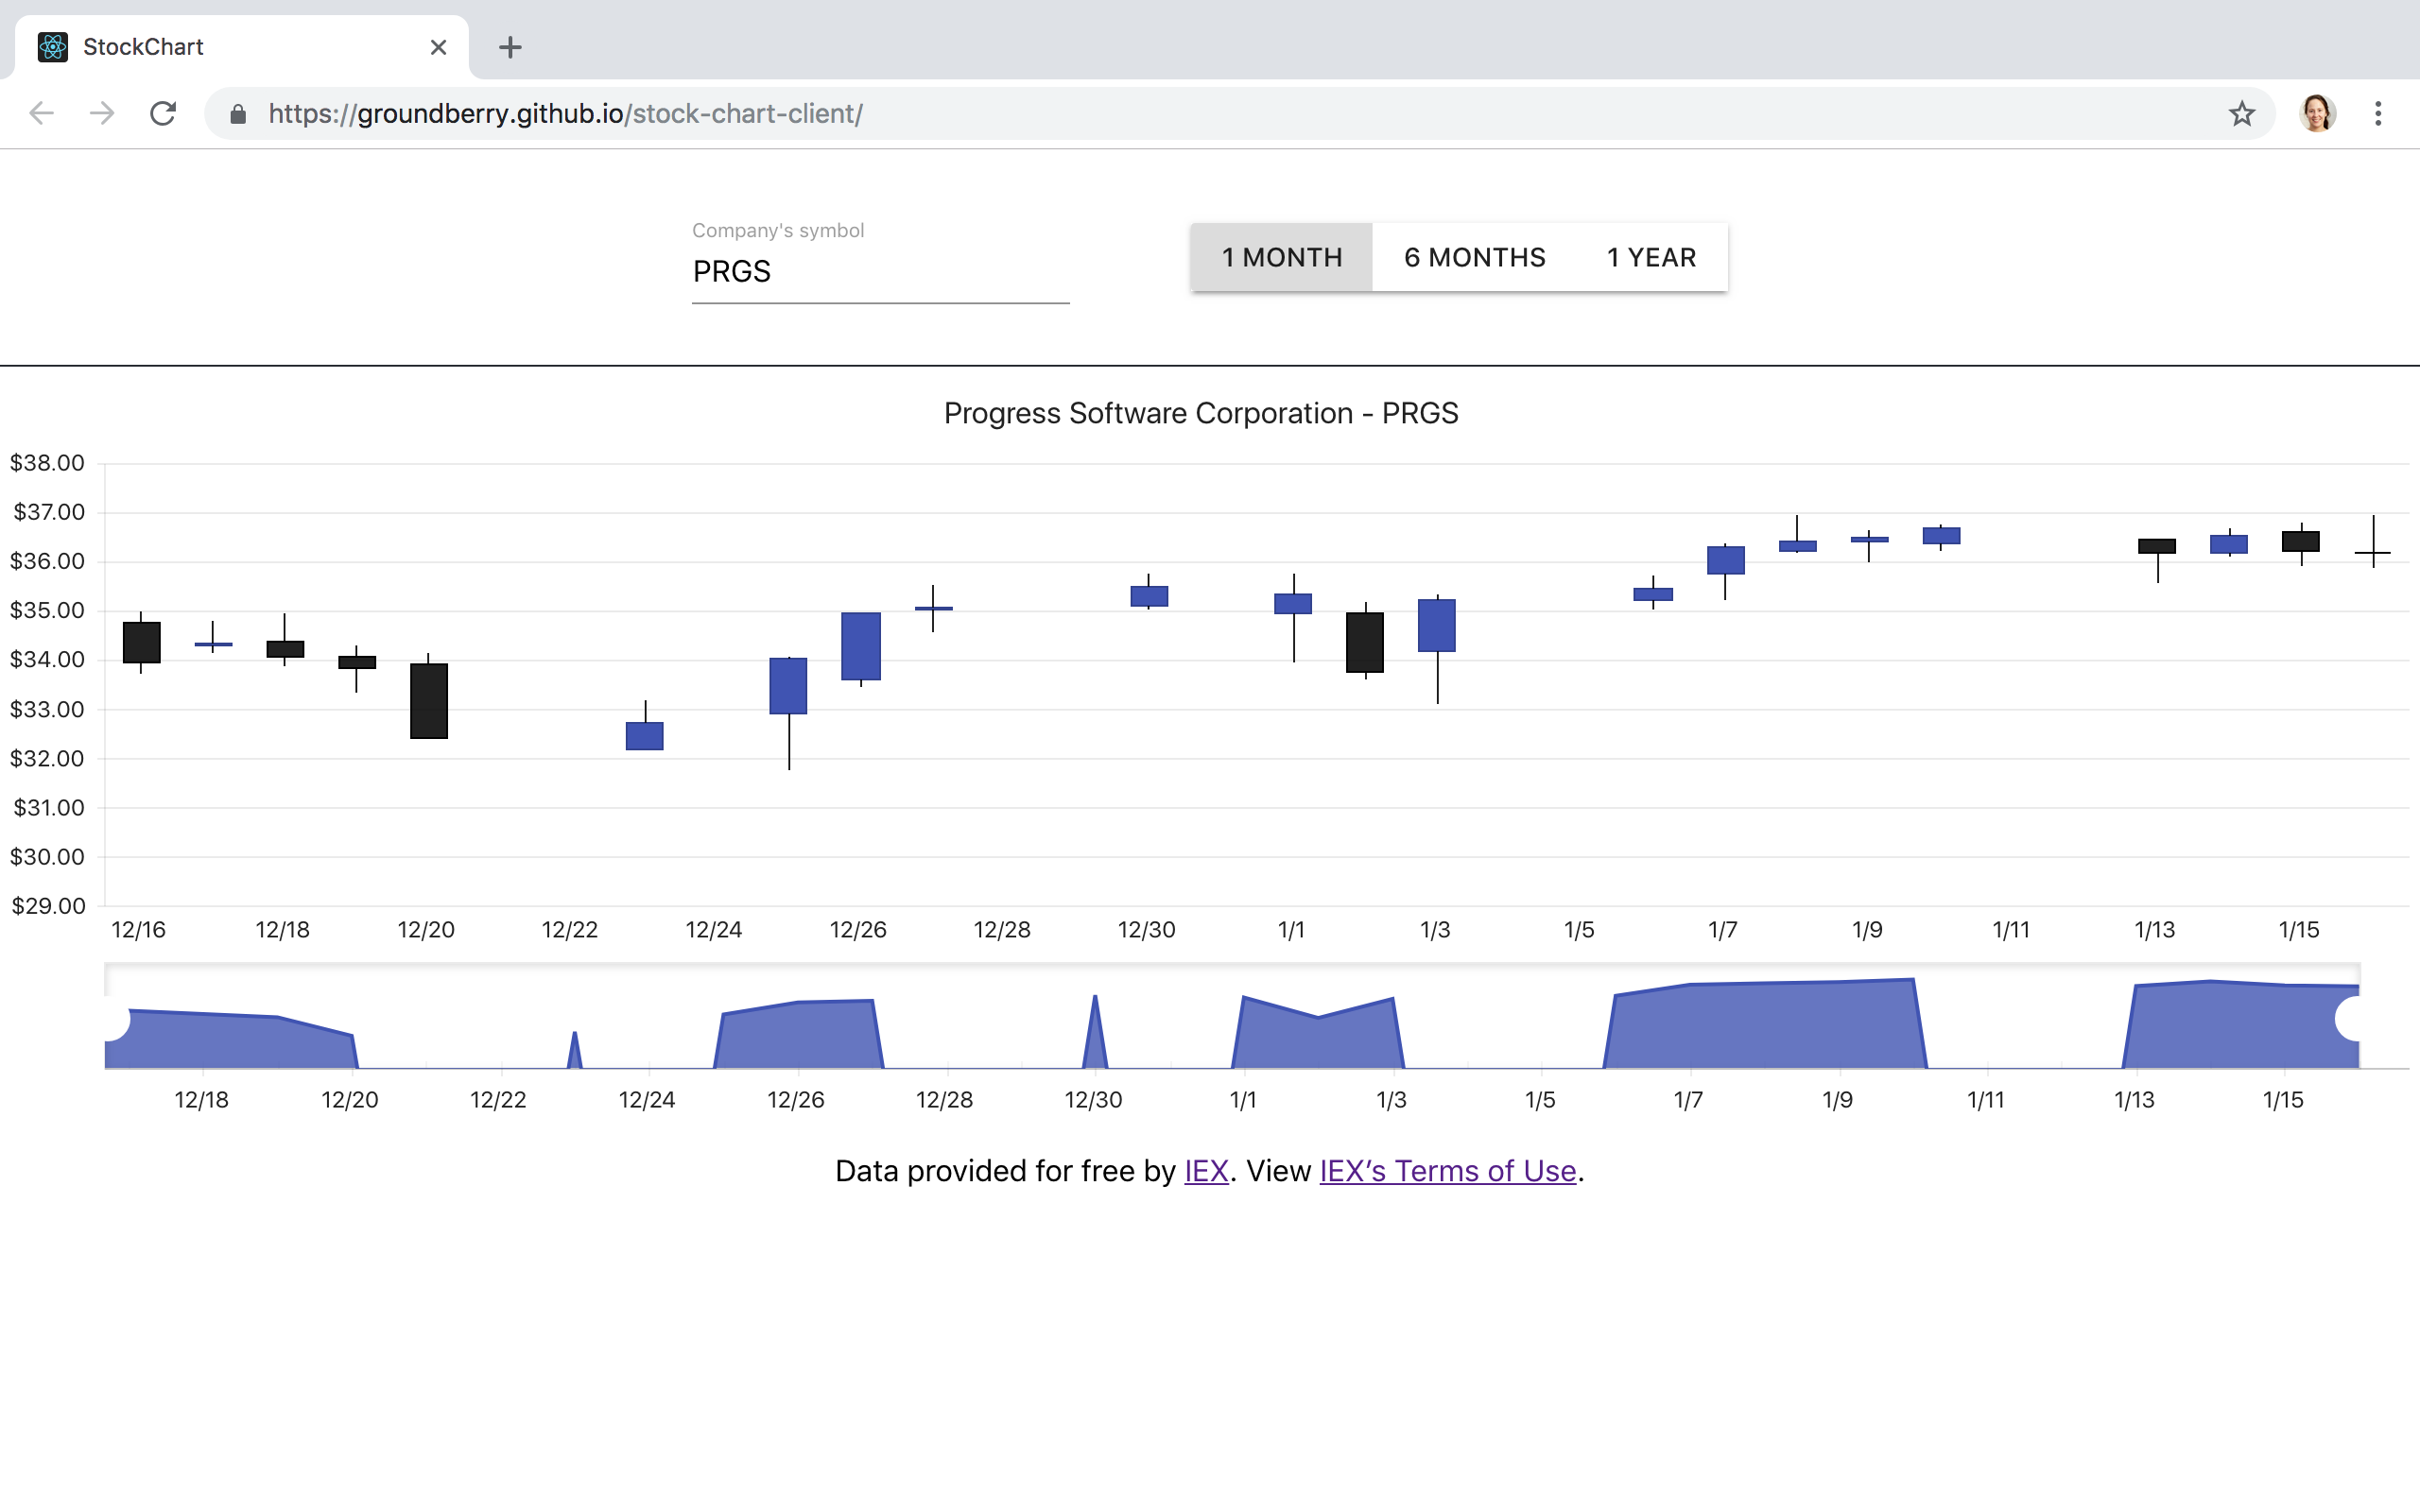 StockChart
https://groundberry.github.io/stock-chart-client/
Company's symbol
PRGS
1 MONTH 6 MONTHS 1 YEAR
Progress Software Corporation - PRGS
$38.00
$37.00
$36.00
$35.00
$34.00
$33.00
$32.00
$31.00
$30.00
$29.00
12/16 12/18 12/20 12/22 12/24 12/26 12/28 12/30 1/1 1/3 1/5 1/7 1/9 1/11 1/13 1/15
12/18 12/20 12/22 12/24 12/26 12/28 12/30 1/1 1/3 1/5 1/7 1/9 1/11 1/13 1/15
Data provided for free by IEX. View IEX’s Terms of Use.